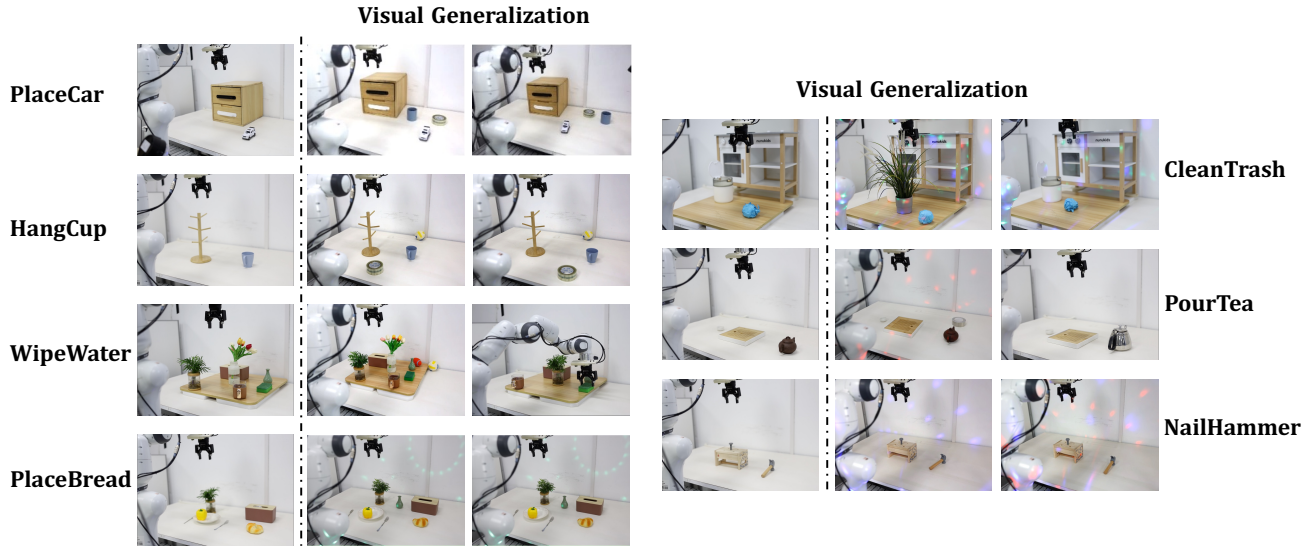 Visual Generalization
PlaceCar
HangCup
WipeWater
PlaceBread
Visual Generalization
CleanTrash
PourTea
NailHammer